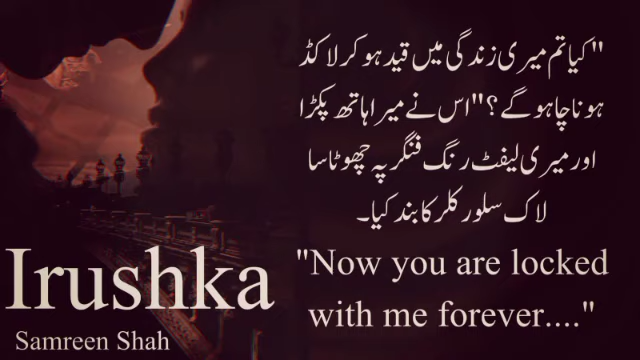 "کیا تم میری زندگی میں قید ہو کر لاکڈ
ہونا چاہو گے؟" اس نے میرا ہاتھ پکڑا
اور میری لیفٹ رنگ فنگر پہ چھوٹا سا
لاک سلور کلر کا بند کیا۔
"Now you are locked
with me forever...."
Irushka
Samreen Shah